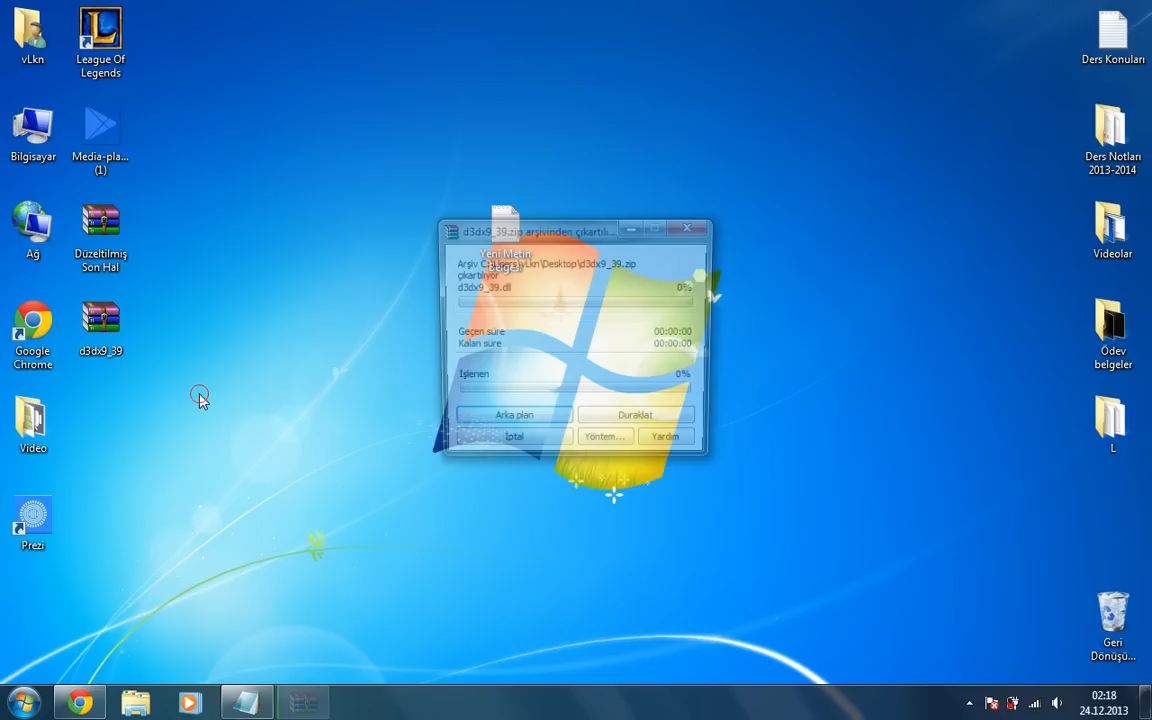 vLkn
League Of
Legends
Bilgisayar
Media-pla...
(1)
Ağ
Düzeltilmiş
Son Hal
Google
Chrome
d3dx9_39
Video
Prezi
Yeni Metin
Belgesi
d3dx9_39.zip arşivinden çıkartılı...
Arşiv C:\Users\vLkn\Desktop\d3dx9_39.zip
çıkartılıyor
d3dx9_39.dll 0%
Geçen süre 00:00:00
Kalan süre 00:00:00
İşlenen 0%
Arka plan Duraklat
İptal Yöntem... Yardım
Ders Konuları
Ders Notları
2013-2014
Videolar
Ödev
belgeler
L
Geri
Dönüşü...
02:18
24.12.2013